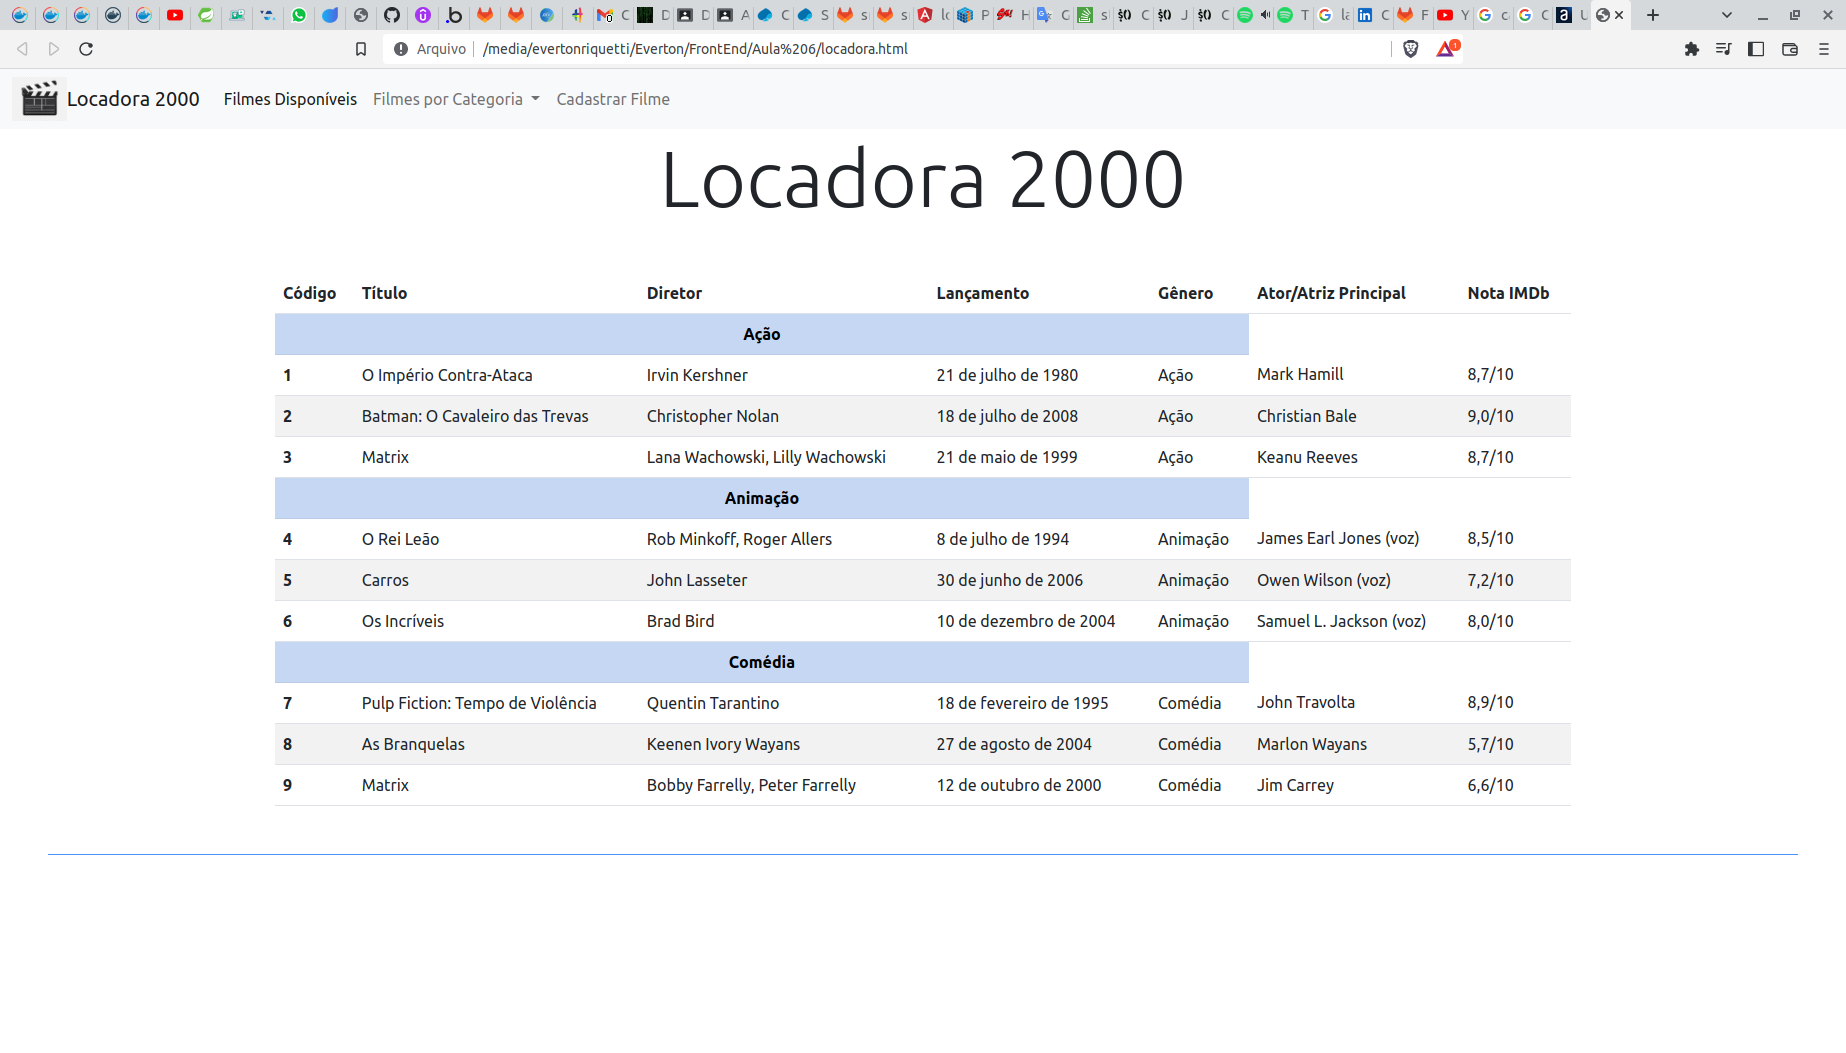 Arquivo /media/evertonriquetti/Everton/FrontEnd/Aula%206/locadora.html
Locadora 2000 Filmes Disponíveis Filmes por Categoria Cadastrar Filme
Locadora 2000
Código Título Diretor Lançamento Gênero Ator/Atriz Principal Nota IMDb
Ação
1 O Império Contra-Ataca Irvin Kershner 21 de julho de 1980 Ação Mark Hamill 8,7/10
2 Batman: O Cavaleiro das Trevas Christopher Nolan 18 de julho de 2008 Ação Christian Bale 9,0/10
3 Matrix Lana Wachowski, Lilly Wachowski 21 de maio de 1999 Ação Keanu Reeves 8,7/10
Animação
4 O Rei Leão Rob Minkoff, Roger Allers 8 de julho de 1994 Animação James Earl Jones (voz) 8,5/10
5 Carros John Lasseter 30 de junho de 2006 Animação Owen Wilson (voz) 7,2/10
6 Os Incríveis Brad Bird 10 de dezembro de 2004 Animação Samuel L. Jackson (voz) 8,0/10
Comédia
7 Pulp Fiction: Tempo de Violência Quentin Tarantino 18 de fevereiro de 1995 Comédia John Travolta 8,9/10
8 As Branquelas Keenen Ivory Wayans 27 de agosto de 2004 Comédia Marlon Wayans 5,7/10
9 Matrix Bobby Farrelly, Peter Farrelly 12 de outubro de 2000 Comédia Jim Carrey 6,6/10